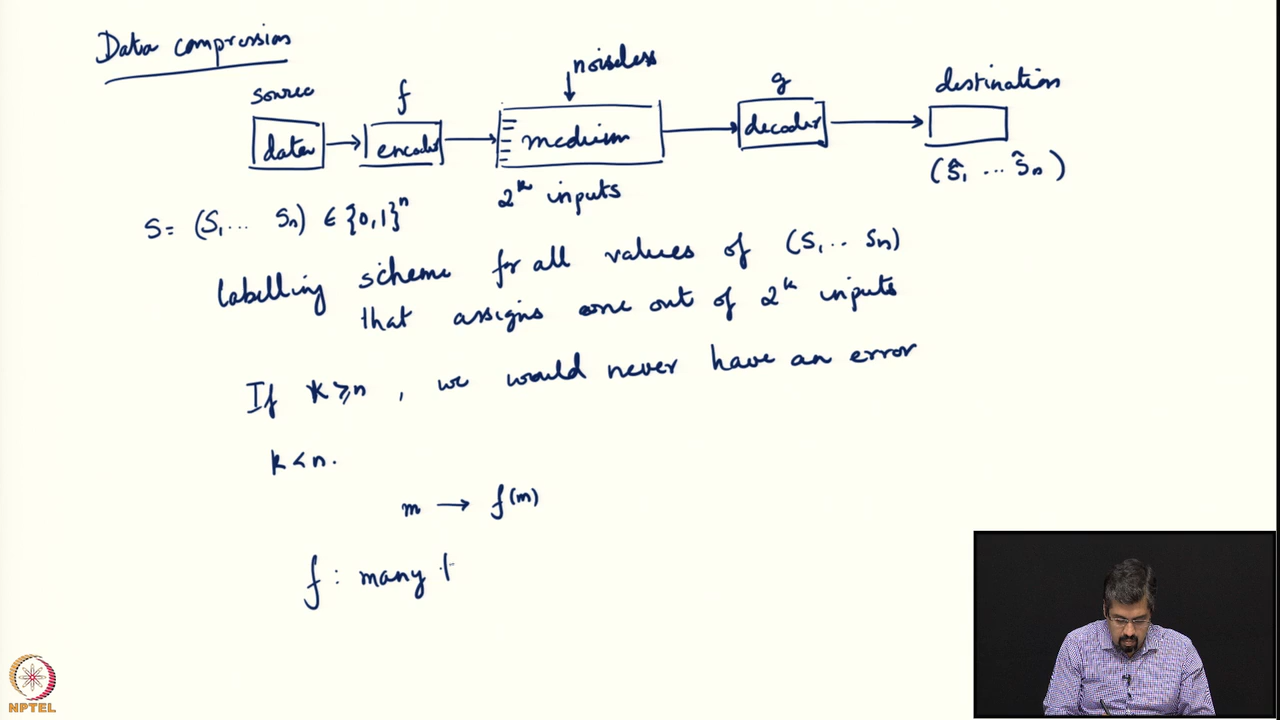 Data compression
noiseless
source f g destination
data encoder medium decoder
2^k inputs (ŝ₁ ... ŝₙ)
S = (S₁... Sₙ) ∈ {0,1}ⁿ
Labelling scheme for all values of (S₁.. Sₙ)
that assigns one out of 2^k inputs
If k ⩾ n , we would never have an error
k < n.
m → f(m)
f : many t
NPTEL